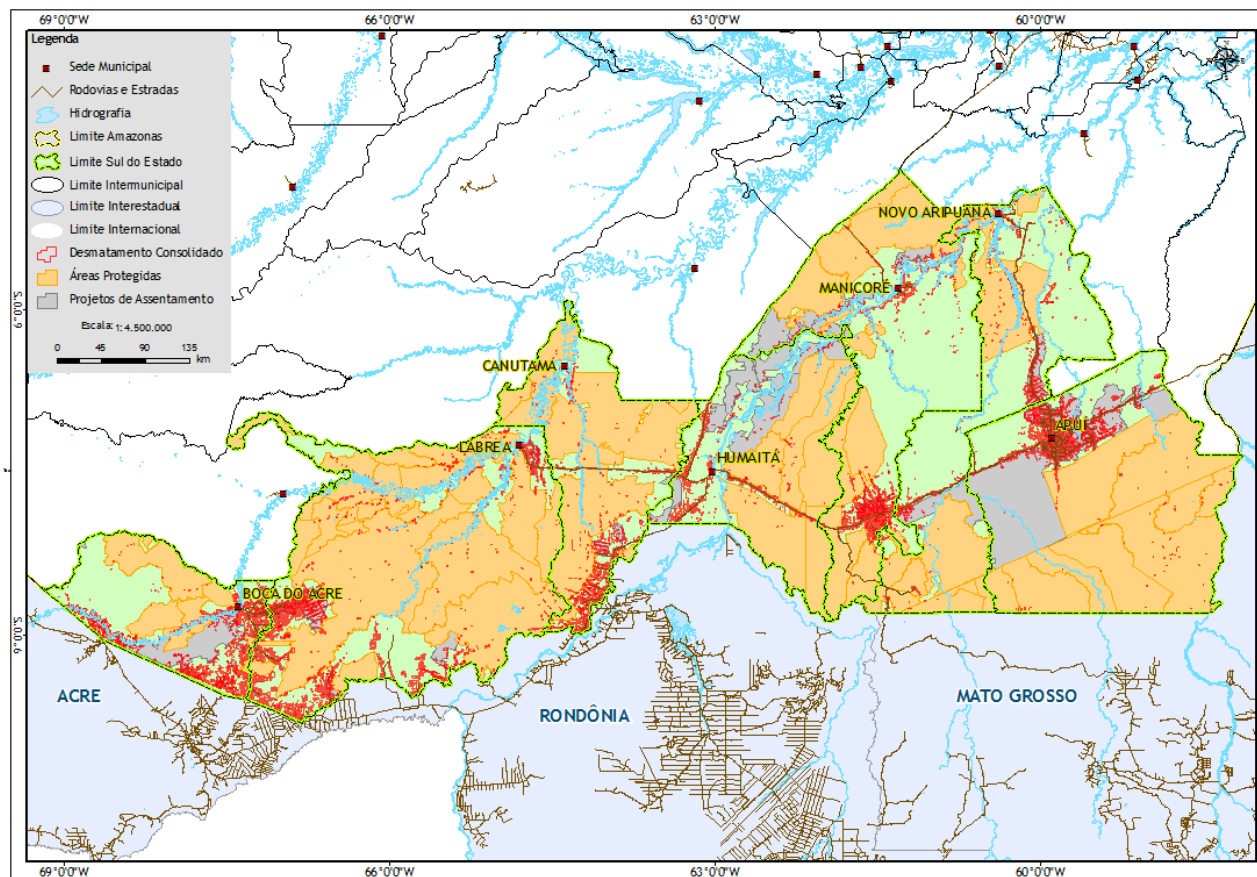 69°0'0"W 66°0'0"W 63°0'0"W 60°0'0"W
Legenda
Sede Municipal
Rodovias e Estradas
Hidrografia
Limite Amazonas
Limite Sul do Estado
Limite Intermunicipal
Limite Interestadual
Limite Internacional
Desmatamento Consolidado
Áreas Protegidas
Projetos de Assentamento
Escala: 1:4.500.000
0 45 90 135
km
6°0'0"S
9°0'0"S
NOVO ARIPUANÃ
MANICORÉ
CANUTAMA
APUÍ
LÁBREA
HUMAITÁ
BOCA DO ACRE
ACRE
RONDÔNIA
MATO GROSSO
69°0'0"W 66°0'0"W 63°0'0"W 60°0'0"W